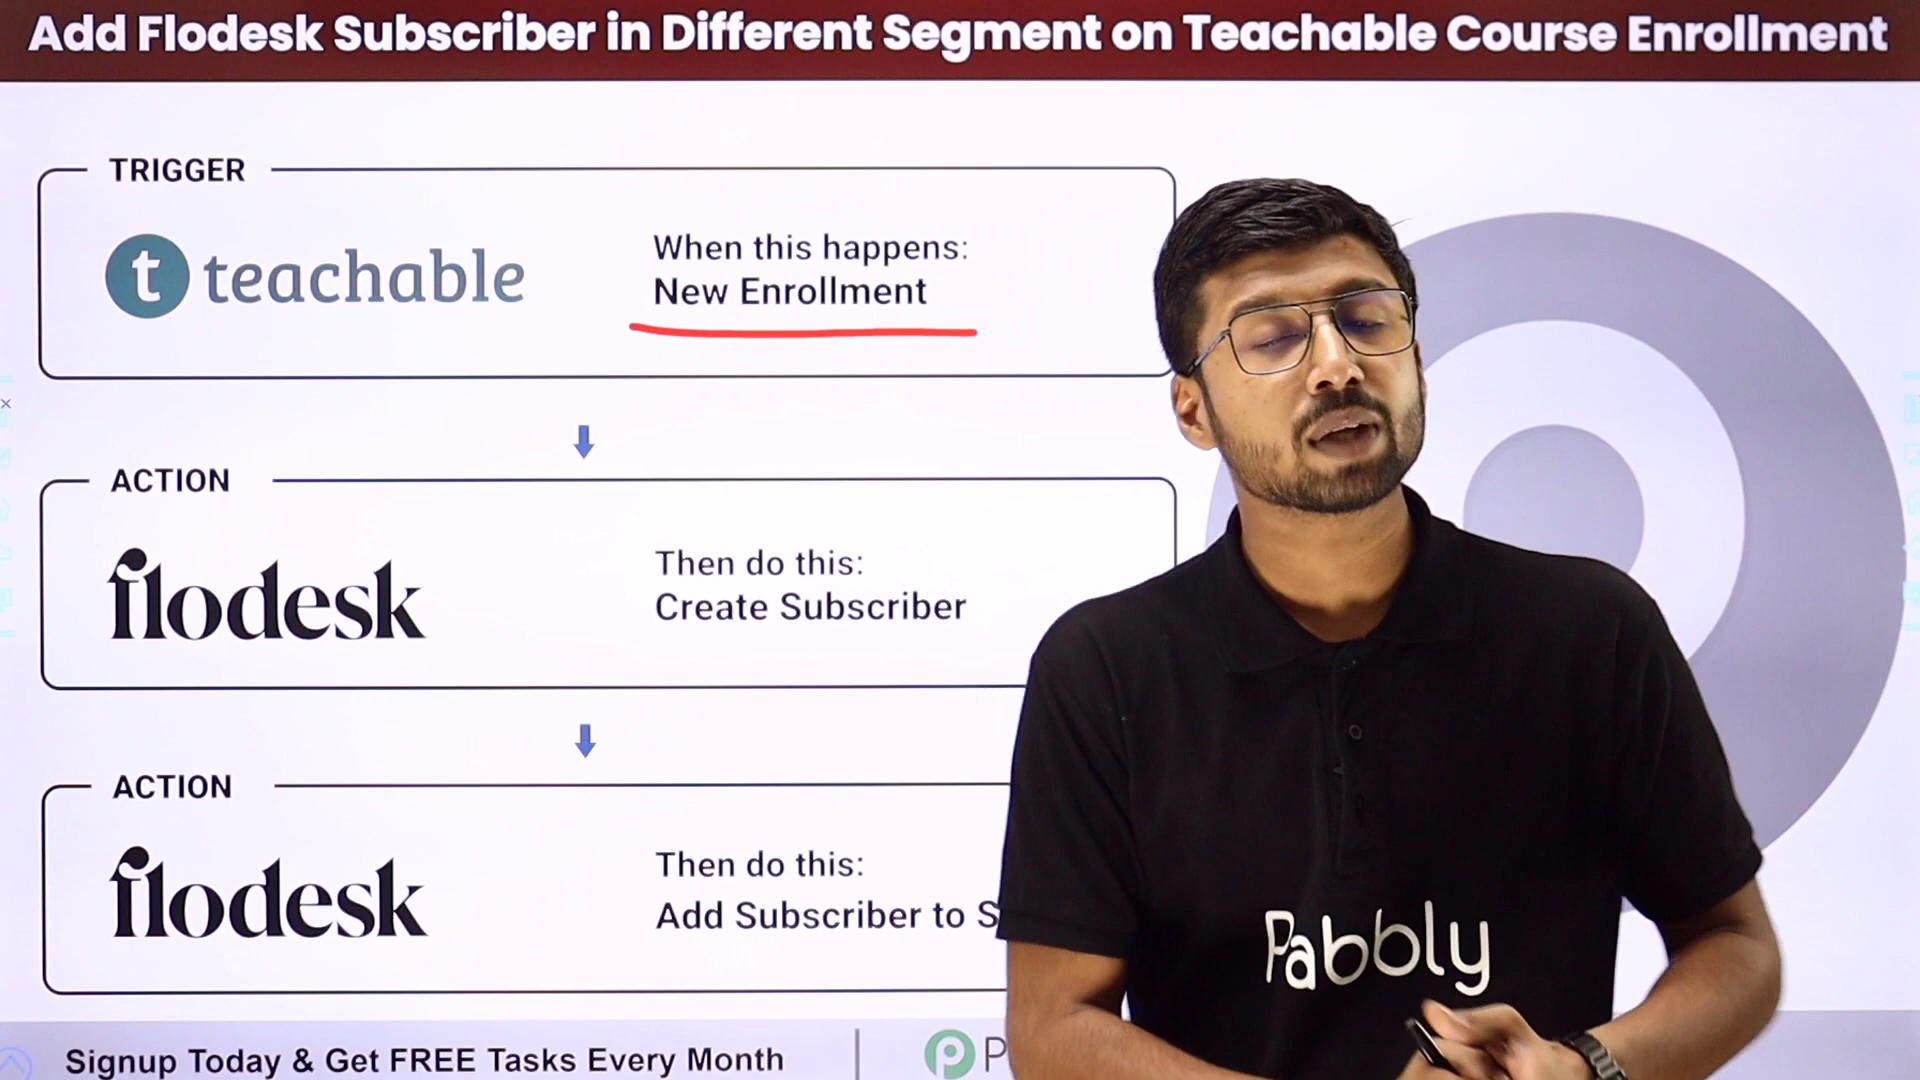 Add Flodesk Subscriber in Different Segment on Teachable Course Enrollment
TRIGGER
t teachable
When this happens:
New Enrollment
ACTION
flodesk
Then do this:
Create Subscriber
ACTION
flodesk
Then do this:
Add Subscriber to S
Pabbly
Signup Today & Get FREE Tasks Every Month
P P